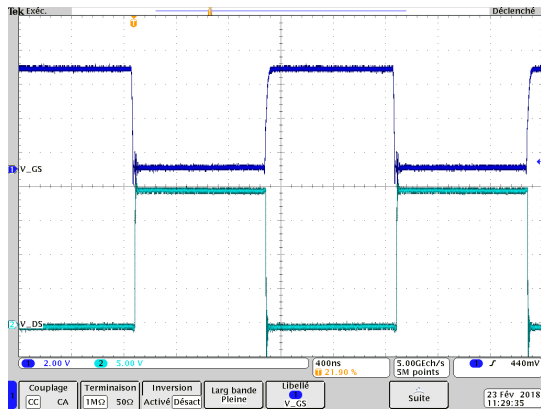 Tek Exéc. Déclenché
T
1 V_GS
2 V_DS
1 2.00 V 2 5.00 V 400ns 5.00GEch/s 1 440mV
T 21.90 % 5M points
Couplage Terminaison Inversion Larg bande Libellé Suite 23 Fév 2018
CC CA 1MΩ 50Ω Activé Désact Pleine 1 11:29:35
V_GS